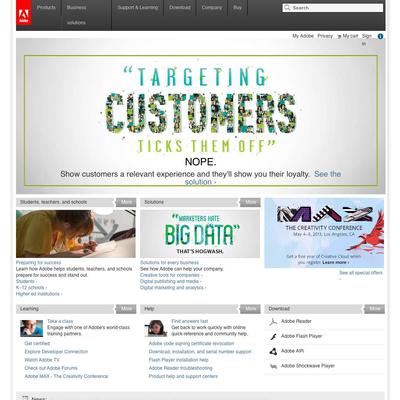 Products
Business
solutions
Support & Learning
Download
Company
Buy
Search
Adobe
My Adobe
Privacy
My cart
Sign
in
"TARGETING
CUSTOMERS
TICKS THEM OFF"
NOPE.
Show customers a relevant experience and they'll show you their loyalty. See the
solution ›
Students, teachers, and schools
More
Preparing for success
Learn how Adobe helps students, teachers, and schools
prepare for success and stand out.
Students ›
K–12 schools ›
Higher ed institutions ›
Solutions
More
"MARKETERS HATE
BIG DATA"
THAT'S HOGWASH.
Solutions for every business
See how Adobe can help your company.
Creative tools for companies ›
Digital publishing and media ›
Digital marketing and analytics ›
MAX
THE CREATIVITY CONFERENCE
May 4–8, 2013, Los Angeles, CA
Get a free year of Creative Cloud when
you register Learn more ›
See all special offers
›
Learning
More
Take a class
Engage with one of Adobe's world-class
training partners.
Get certified
Explore Developer Connection
Watch Adobe TV
Check out Adobe Forums
Adobe MAX - The Creativity Conference
Help
More
Find answers fast
Get back to work quickly with online
quick-reference and community help.
Adobe code signing certificate revocation
Download, installation, and serial number support
Flash Player installation help
Adobe Reader troubleshooting
Product help and support centers
Download
More
Adobe Reader
Adobe Flash Player
Adobe AIR
Adobe Shockwave Player
News: